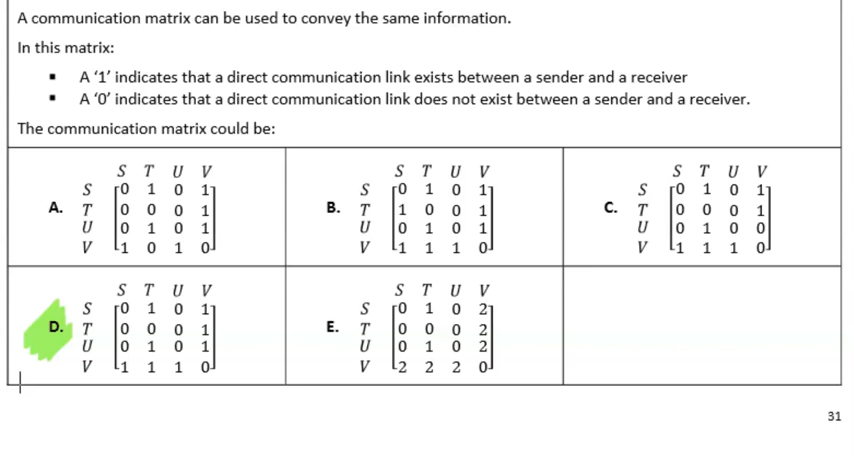 A communication matrix can be used to convey the same information.
In this matrix:
▪ A ‘1’ indicates that a direct communication link exists between a sender and a receiver
▪ A ‘0’ indicates that a direct communication link does not exist between a sender and a receiver.
The communication matrix could be:
A.
S T U V
S [0 1 0 1]
T [0 0 0 1]
U [0 1 0 1]
V [1 0 1 0]
B.
S T U V
S [0 1 0 1]
T [1 0 0 1]
U [0 1 0 1]
V [1 1 1 0]
C.
S T U V
S [0 1 0 1]
T [0 0 0 1]
U [0 1 0 0]
V [1 1 1 0]
D.
S T U V
S [0 1 0 1]
T [0 0 0 1]
U [0 1 0 1]
V [1 1 1 0]
E.
S T U V
S [0 1 0 2]
T [0 0 0 2]
U [0 1 0 2]
V [2 2 2 0]
31